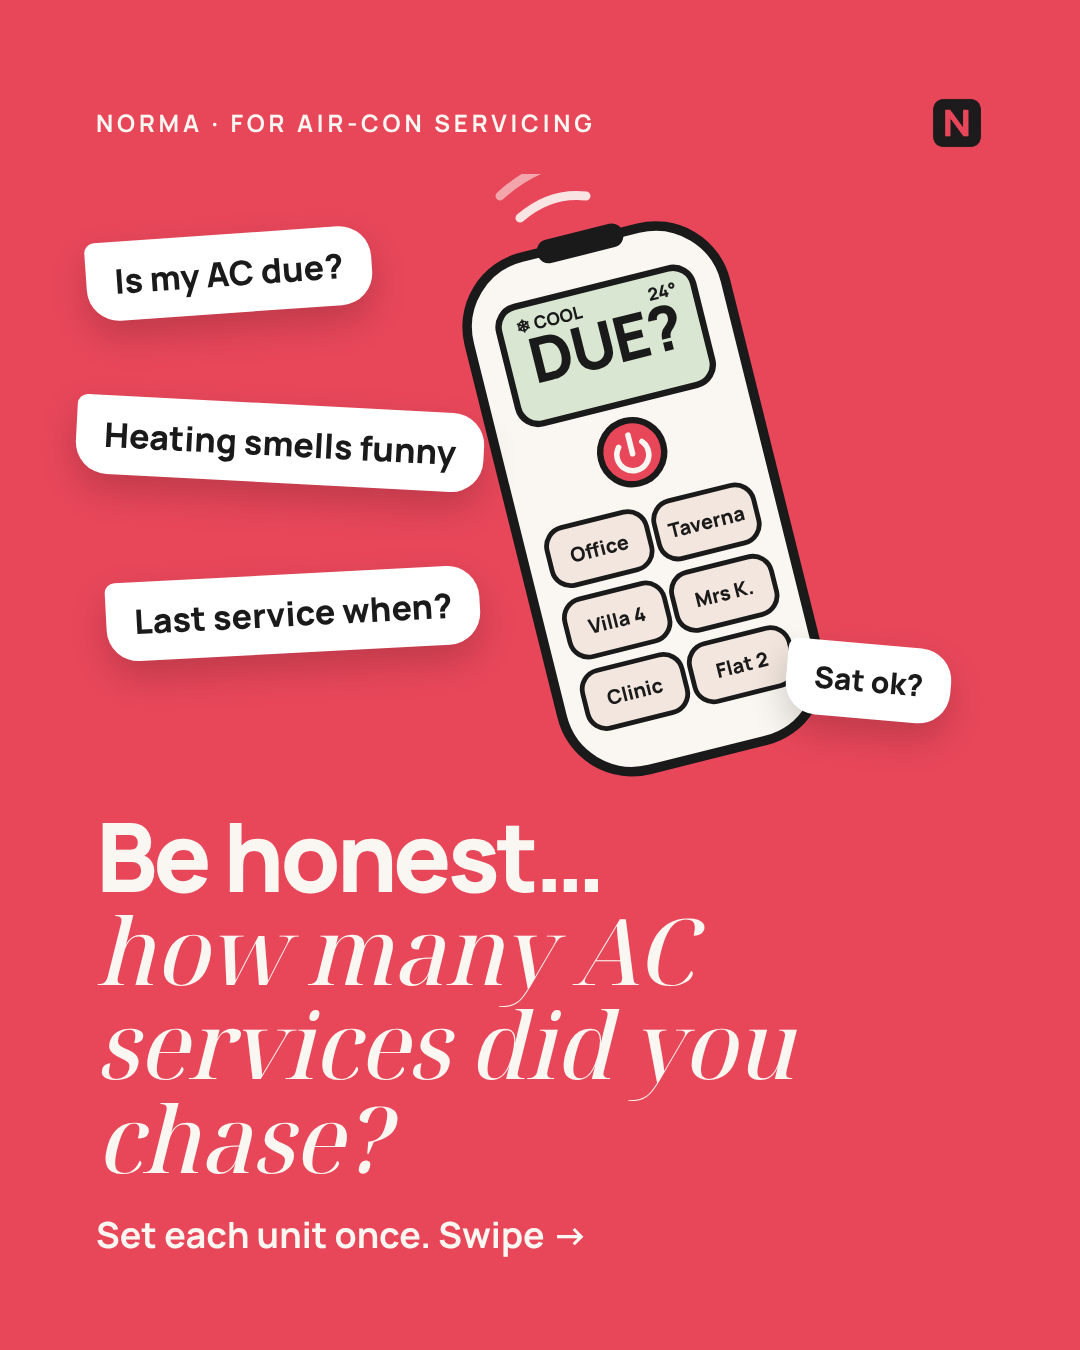 NORMA · FOR AIR-CON SERVICING
N
Is my AC due?
❄ COOL
24°
DUE?
Heating smells funny
Office
Taverna
Villa 4
Mrs K.
Clinic
Flat 2
Last service when?
Sat ok?
Be honest...
how many AC
services did you
chase?
Set each unit once. Swipe →